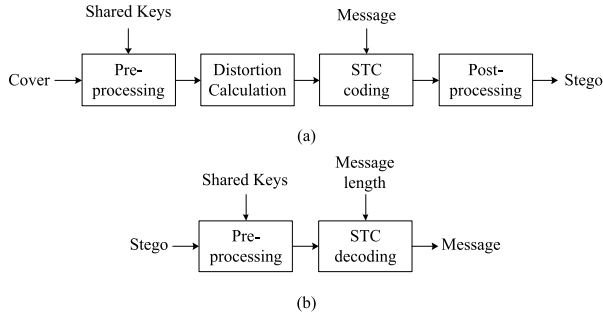 Shared Keys
Message
Cover
Pre-
processing
Distortion
Calculation
STC
coding
Post-
processing
Stego
(a)
Shared Keys
Message
length
Stego
Pre-
processing
STC
decoding
Message
(b)